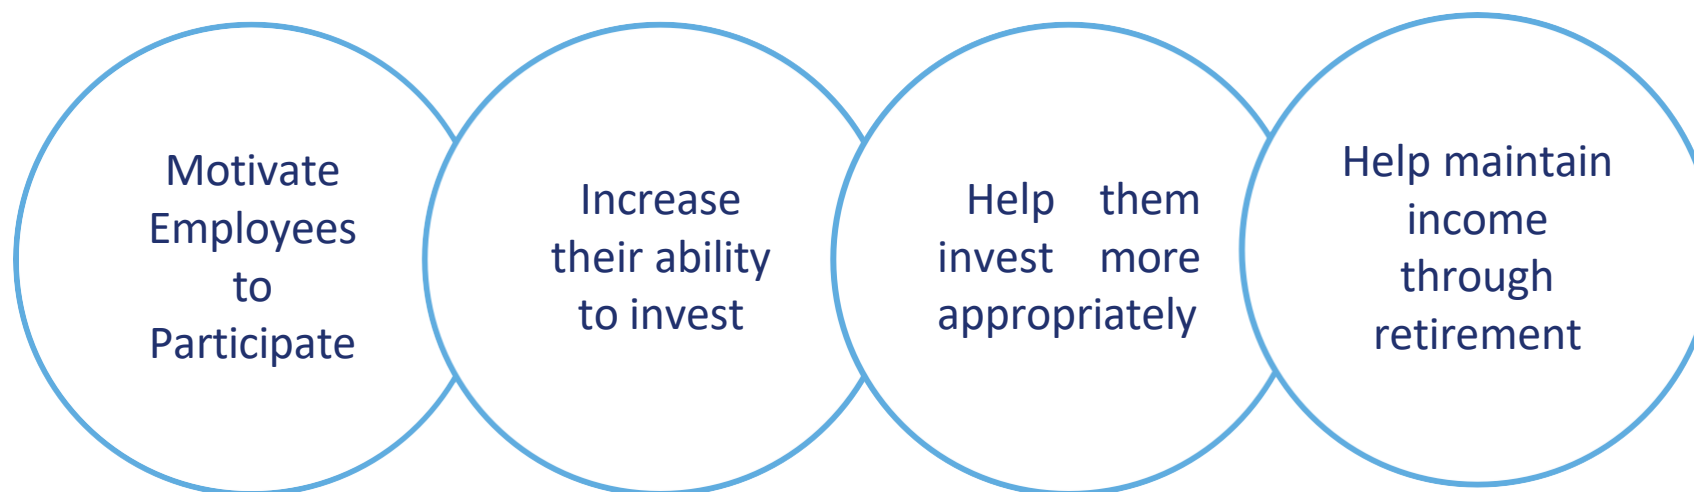 Motivate
Employees
to
Participate
Increase
their ability
to invest
Help them
invest more
appropriately
Help maintain
income
through
retirement